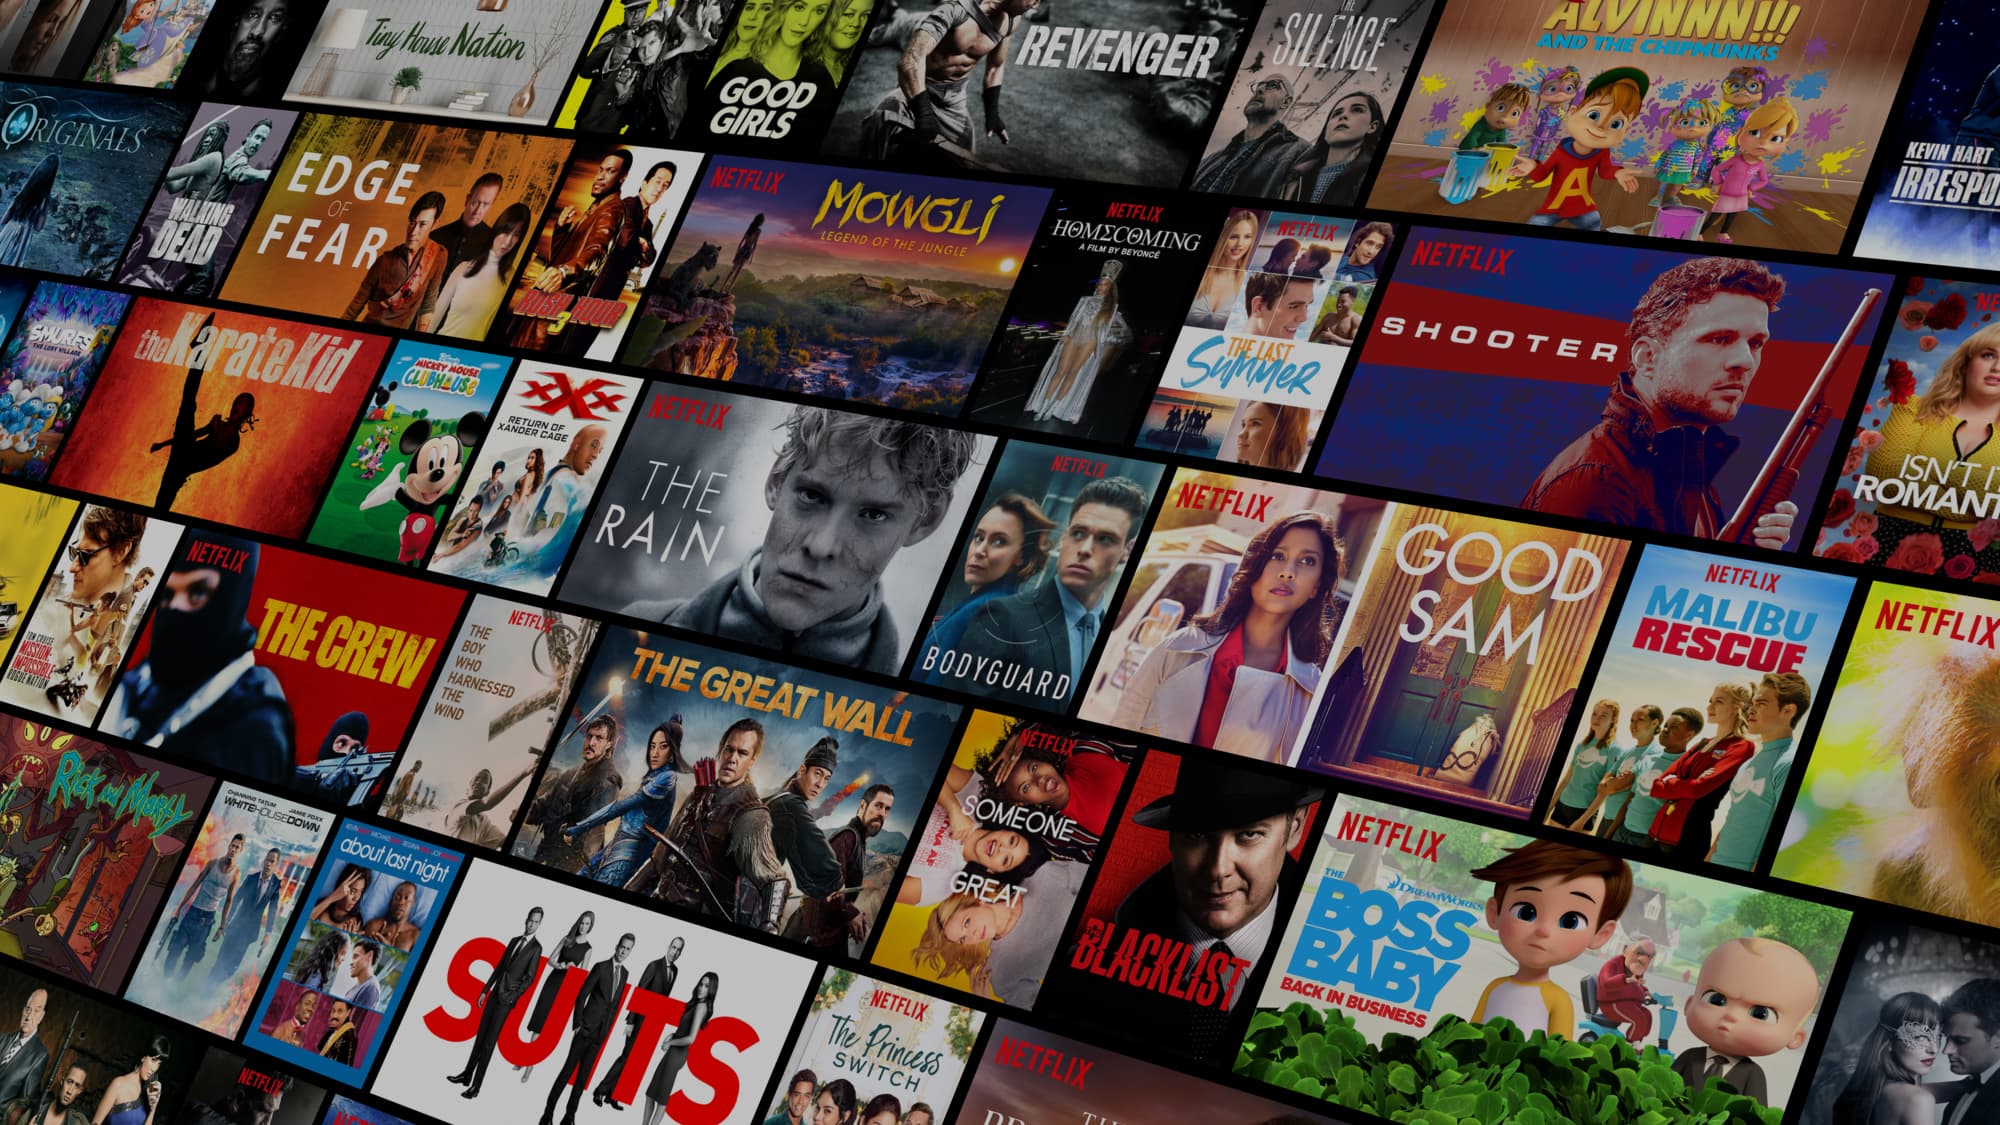 Tiny House Nation
GOOD
GIRLS
REVENGER
THE
SILENCE
ALVINNN!!!
AND THE CHIPMUNKS
KEVIN HART
ORIGINALS
WALKING
DEAD
EDGE
OF
FEAR
RUSH HOUR
3
NETFLIX
MOWGLI
LEGEND OF THE JUNGLE
NETFLIX
HOMECOMING
A FILM BY BEYONCÉ
NETFLIX
THE LAST
Summer
NETFLIX
SHOOTER
ISN'T IT
ROMANT
SMURFS
THE LOST VILLAGE
the Karate Kid
Disney
MICKEY MOUSE
CLUBHOUSE
xXx
RETURN OF
XANDER CAGE
NETFLIX
THE
RAIN
NETFLIX
BODYGUARD
NETFLIX
GOOD
SAM
NETFLIX
MALIBU
RESCUE
NETFLIX
TOM CRUISE
MISSION:
IMPOSSIBLE
ROGUE NATION
NETFLIX
THE CREW
NETFLIX
THE
BOY
WHO
HARNESSED
THE
WIND
THE GREAT WALL
NETFLIX
SOMEONE
GREAT
THE
BLACKLIST
NETFLIX
THE
DREAMWORKS
BOSS
BABY
BACK IN BUSINESS
RICK AND MORTY
CHANNING TATUM
JAMIE FOXX
WHITE HOUSE DOWN
about last night
SUITS
NETFLIX
The Princess
SWITCH
NETFLIX
NETFLIX